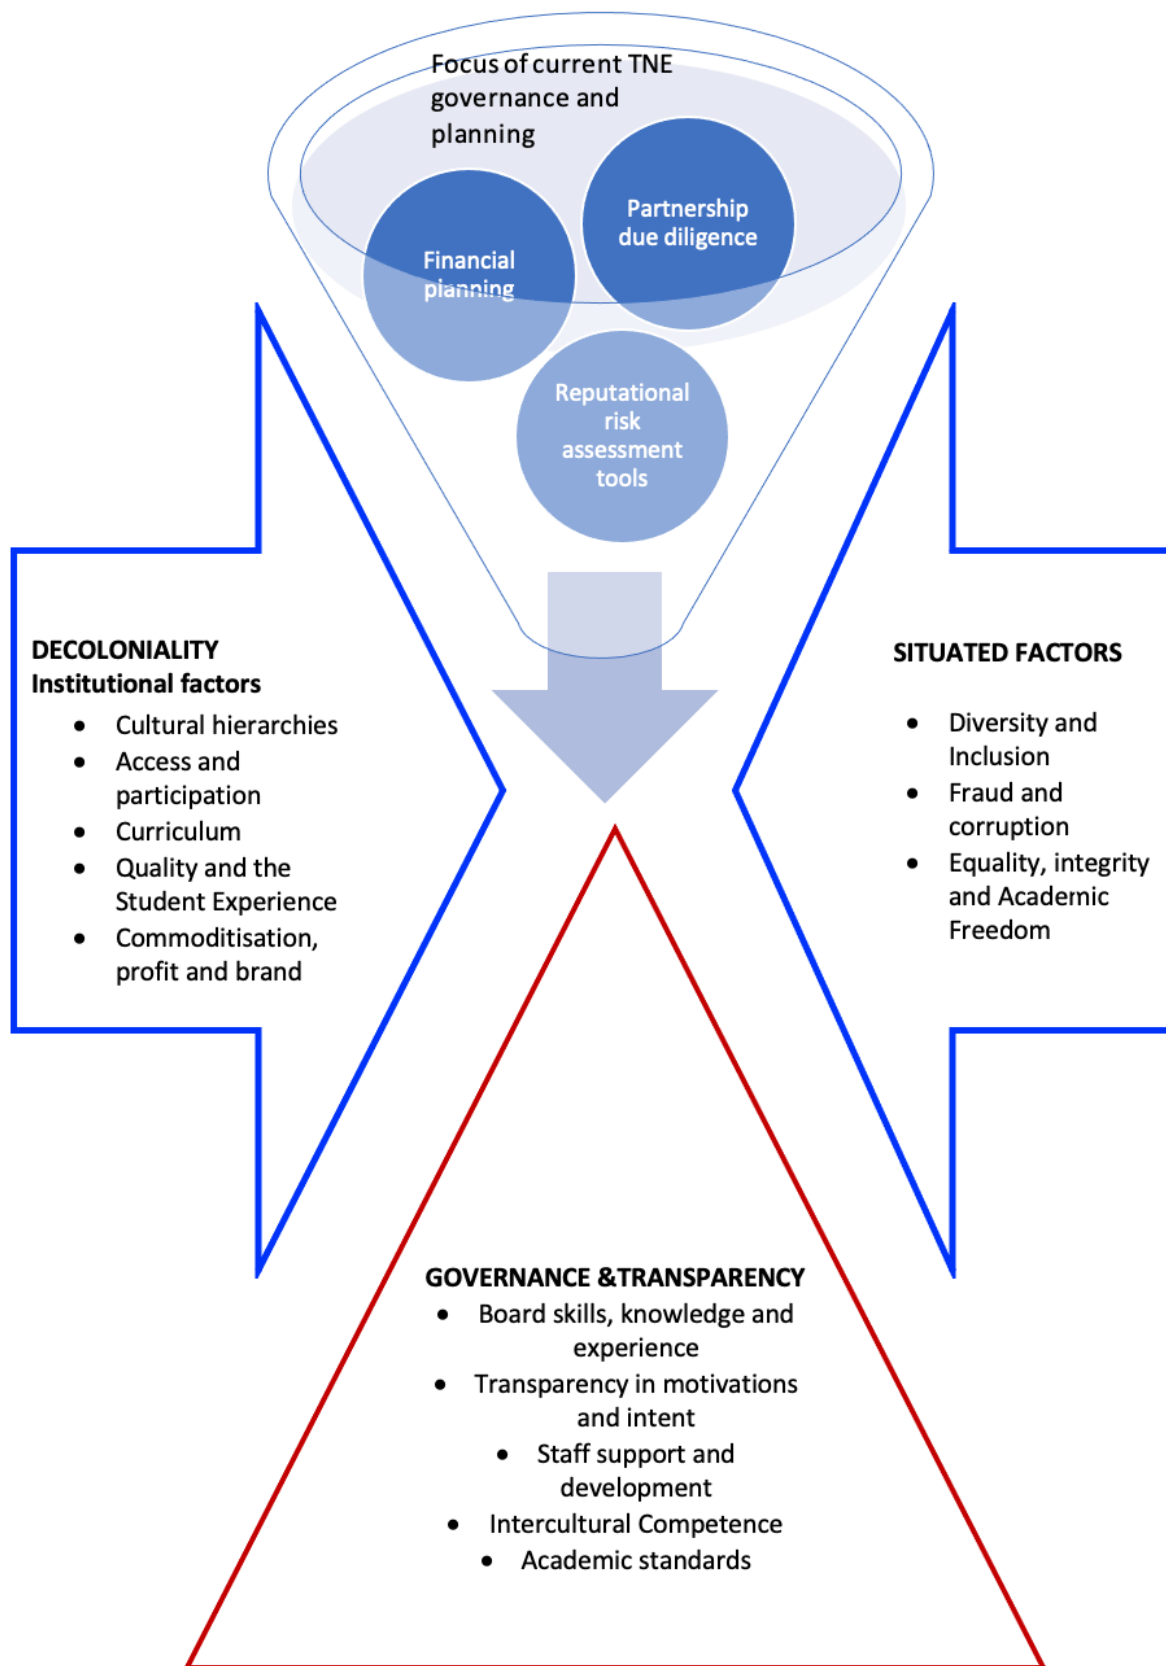 Focus of current TNE
governance and
planning
Partnership
due diligence
Financial
planning
Reputational
risk
assessment
tools
DECOLONIALITY
Institutional factors
• Cultural hierarchies
• Access and
participation
• Curriculum
• Quality and the
Student Experience
• Commoditisation,
profit and brand
SITUATED FACTORS
• Diversity and
Inclusion
• Fraud and
corruption
• Equality, integrity
and Academic
Freedom
GOVERNANCE &TRANSPARENCY
• Board skills, knowledge and
experience
• Transparency in motivations
and intent
• Staff support and
development
• Intercultural Competence
• Academic standards